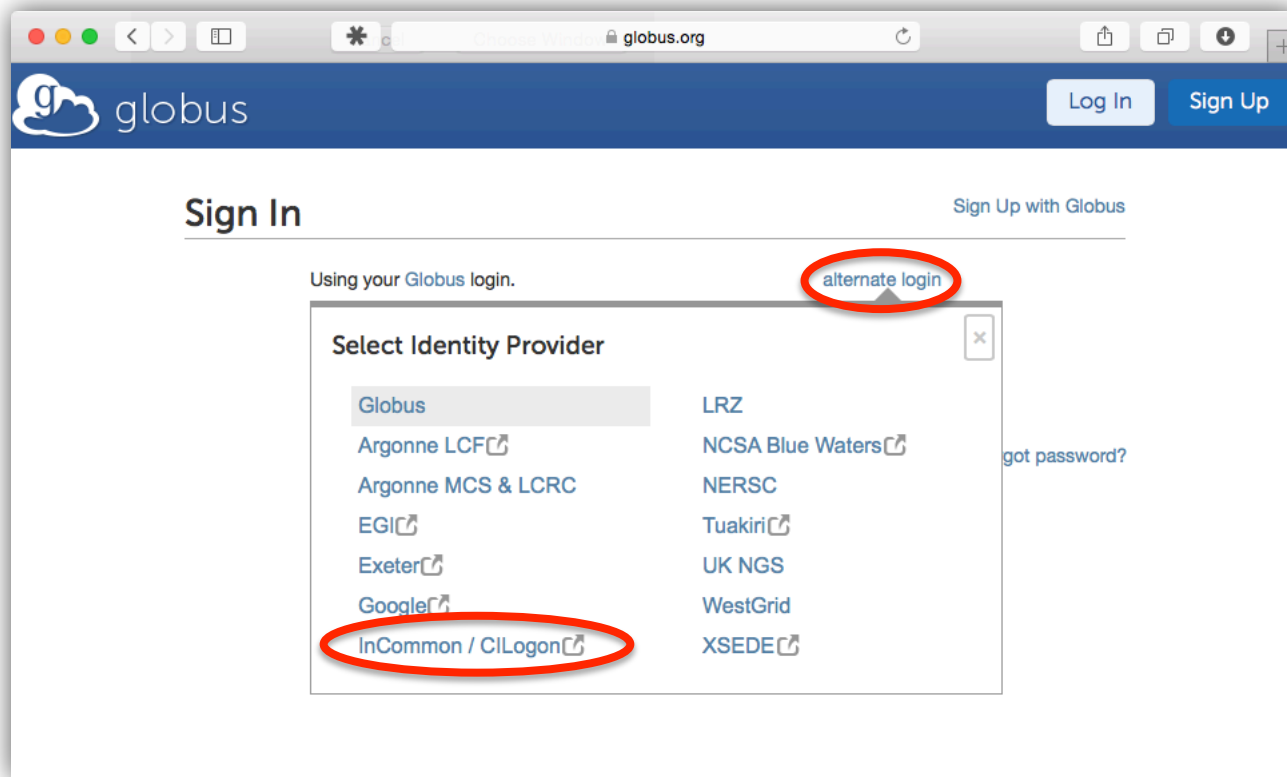 globus.org
g globus
Log In
Sign Up
Sign In
Sign Up with Globus
Using your Globus login.
alternate login
Select Identity Provider
×
Globus
Argonne LCF
Argonne MCS & LCRC
EGI
Exeter
Google
InCommon / CILogon
LRZ
NCSA Blue Waters
NERSC
Tuakiri
UK NGS
WestGrid
XSEDE
got password?